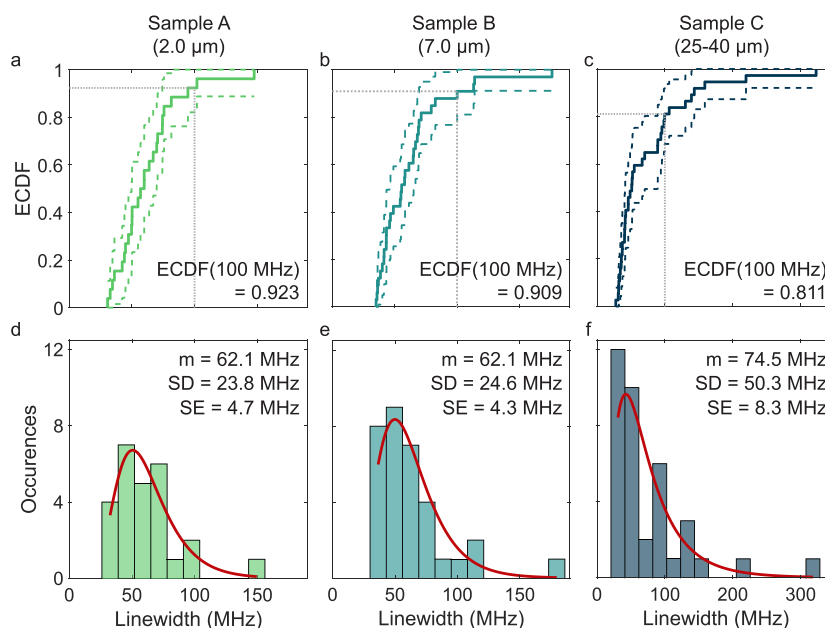 Sample A
(2.0 µm)
Sample B
(7.0 µm)
Sample C
(25-40 µm)
a
b
c
1
0.8
0.6
0.4
0.2
0
ECDF
ECDF(100 MHz)
= 0.923
ECDF(100 MHz)
= 0.909
ECDF(100 MHz)
= 0.811
d
e
f
12
8
4
0
Occurences
m = 62.1 MHz
SD = 23.8 MHz
SE = 4.7 MHz
m = 62.1 MHz
SD = 24.6 MHz
SE = 4.3 MHz
m = 74.5 MHz
SD = 50.3 MHz
SE = 8.3 MHz
0 50 100 150
0 50 100 150
0 100 200 300
Linewidth (MHz)
Linewidth (MHz)
Linewidth (MHz)